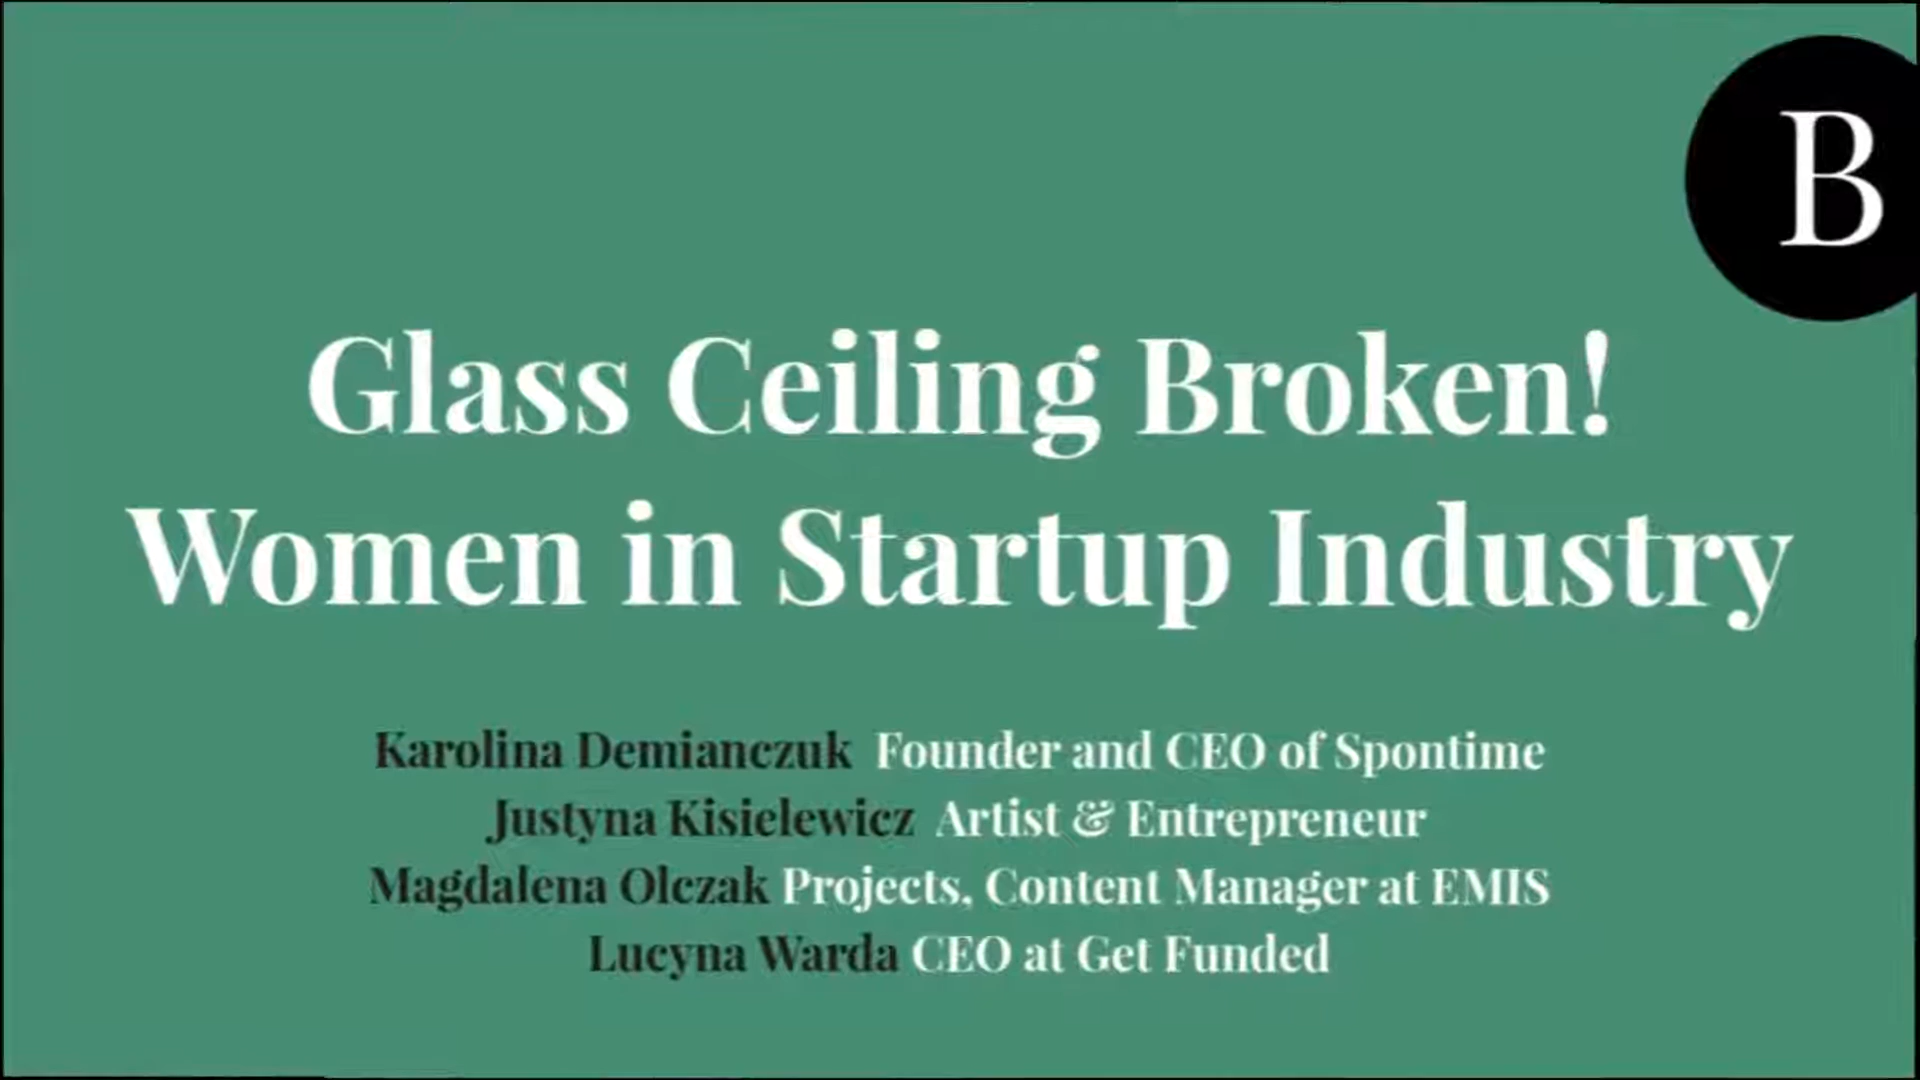 B
Glass Ceiling Broken!
Women in Startup Industry
Karolina Demianczuk Founder and CEO of Spontime
Justyna Kisielewicz Artist & Entrepreneur
Magdalena Olczak Projects, Content Manager at EMIS
Lucyna Warda CEO at Get Funded